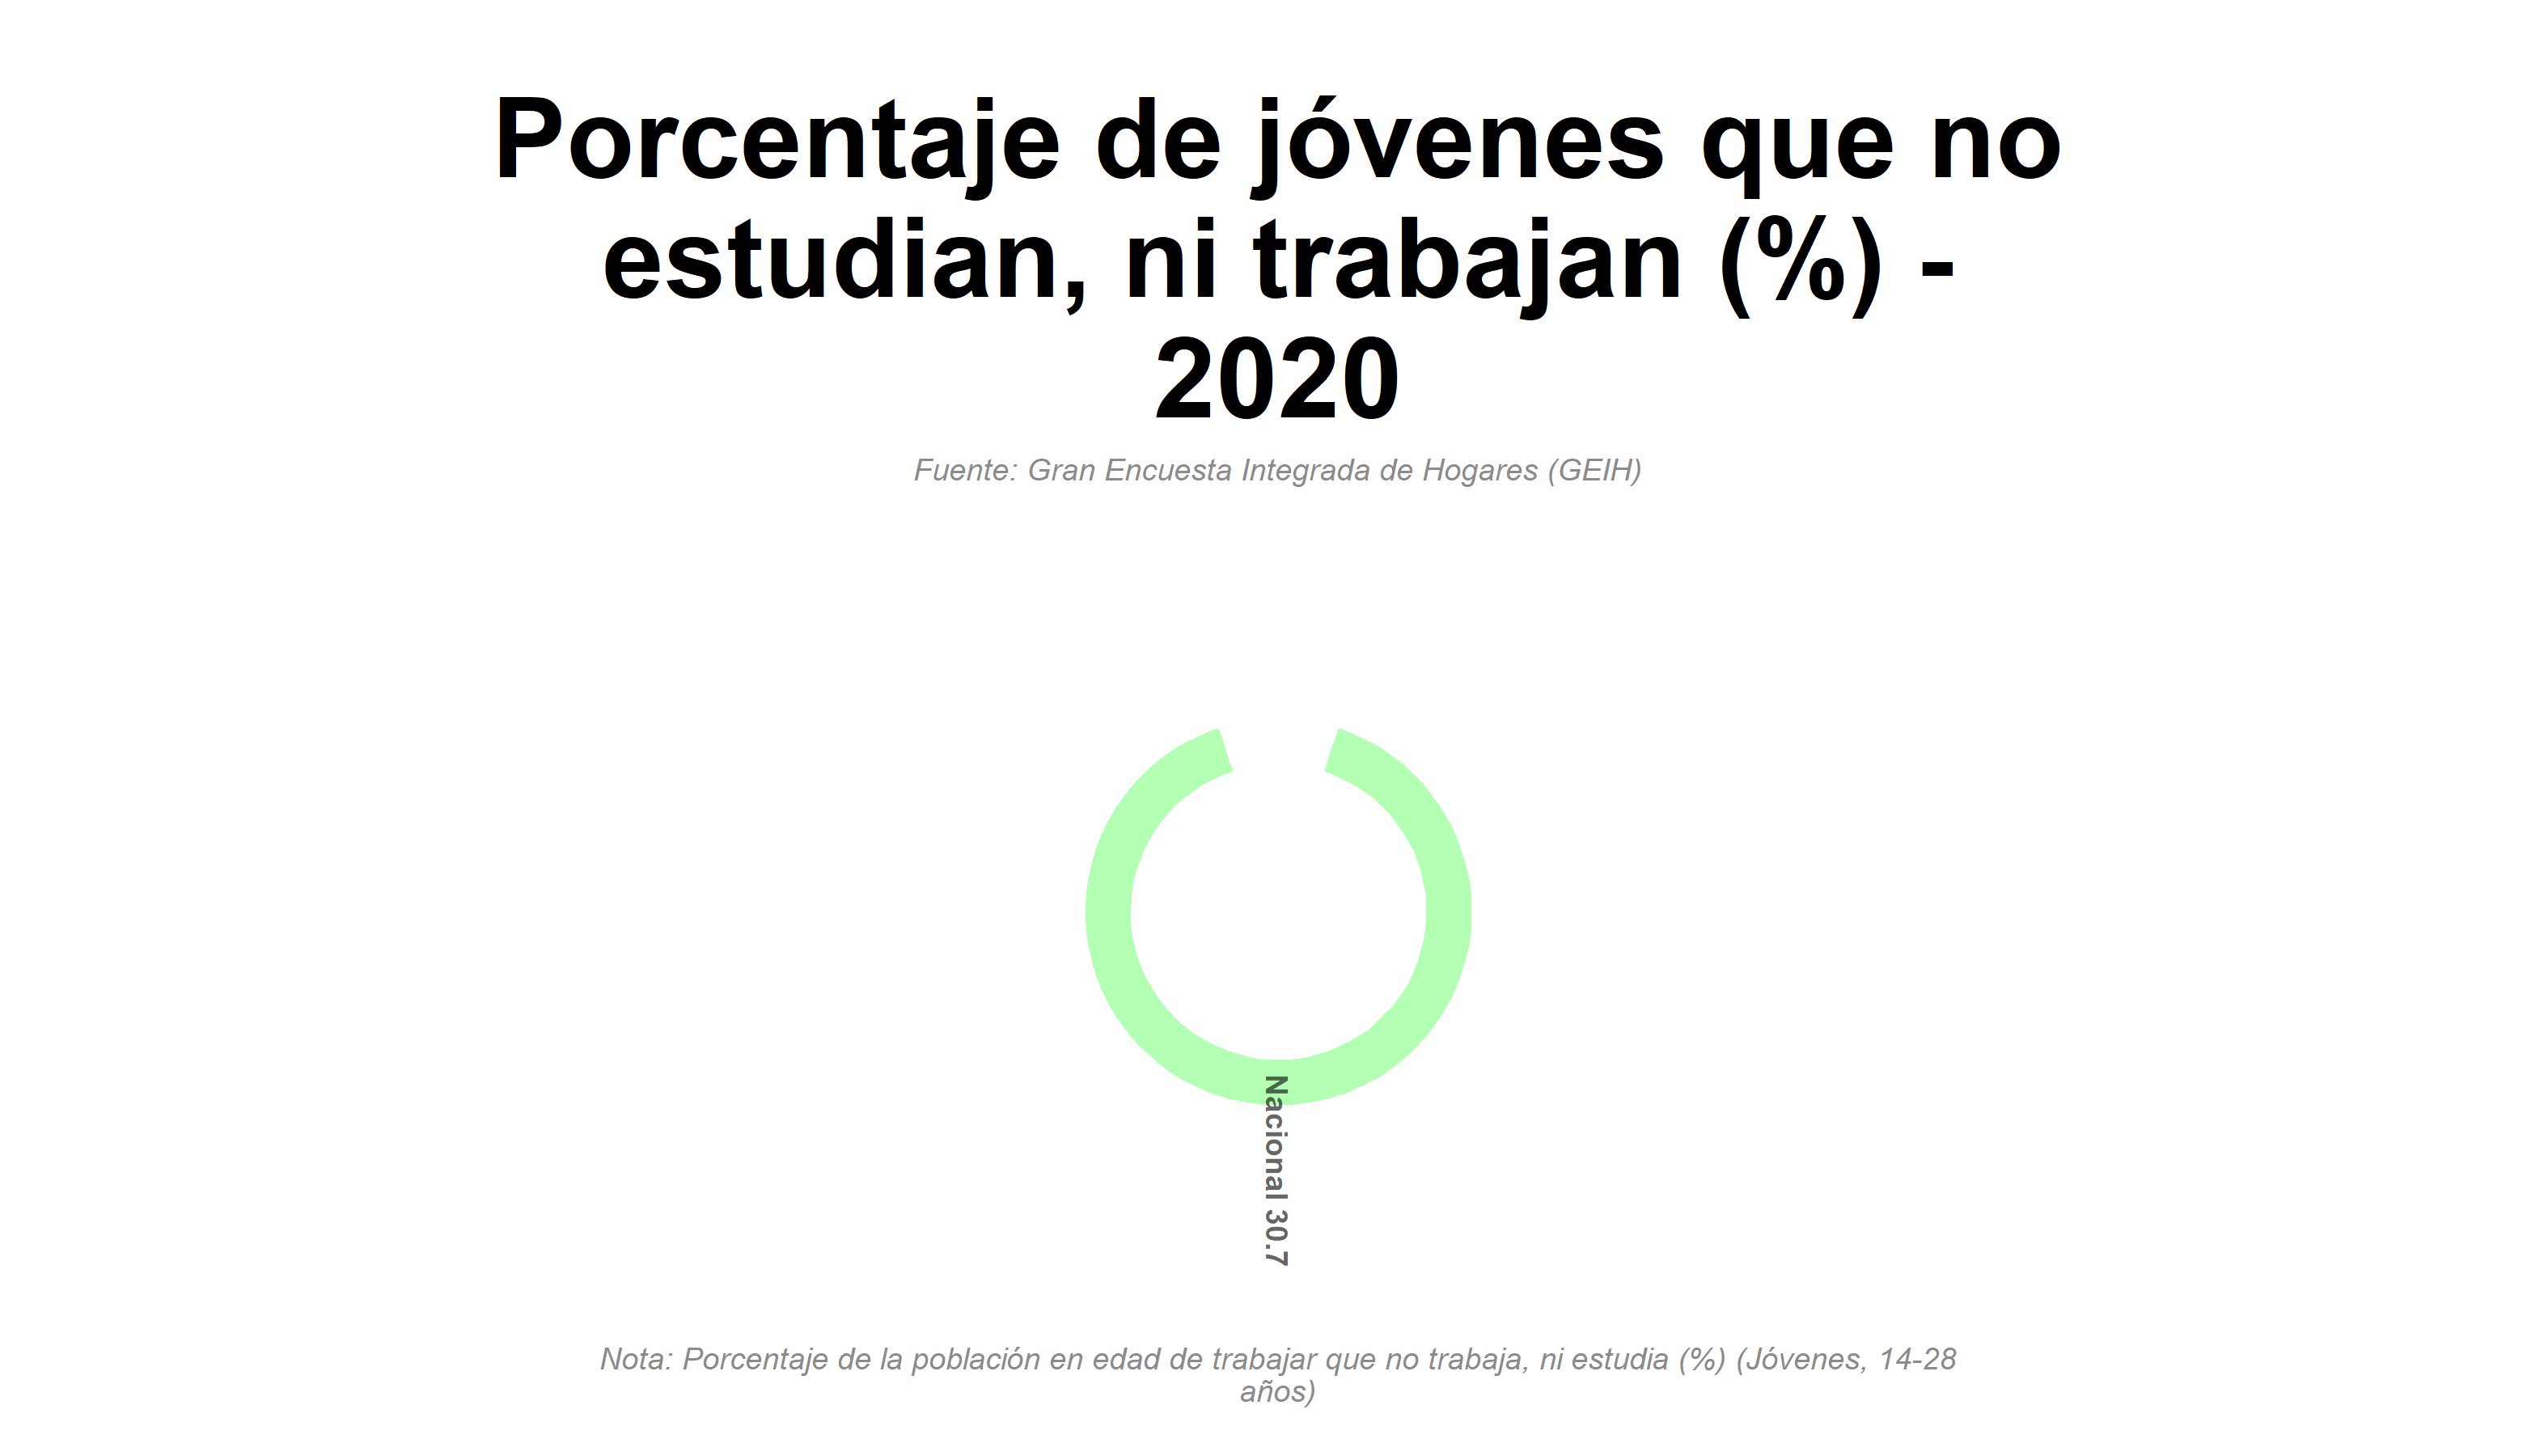 Porcentaje de jóvenes que no
estudian, ni trabajan (%) -
2020
Fuente: Gran Encuesta Integrada de Hogares (GEIH)
Nacional 30.7
Nota: Porcentaje de la población en edad de trabajar que no trabaja, ni estudia (%) (Jóvenes, 14-28
años)